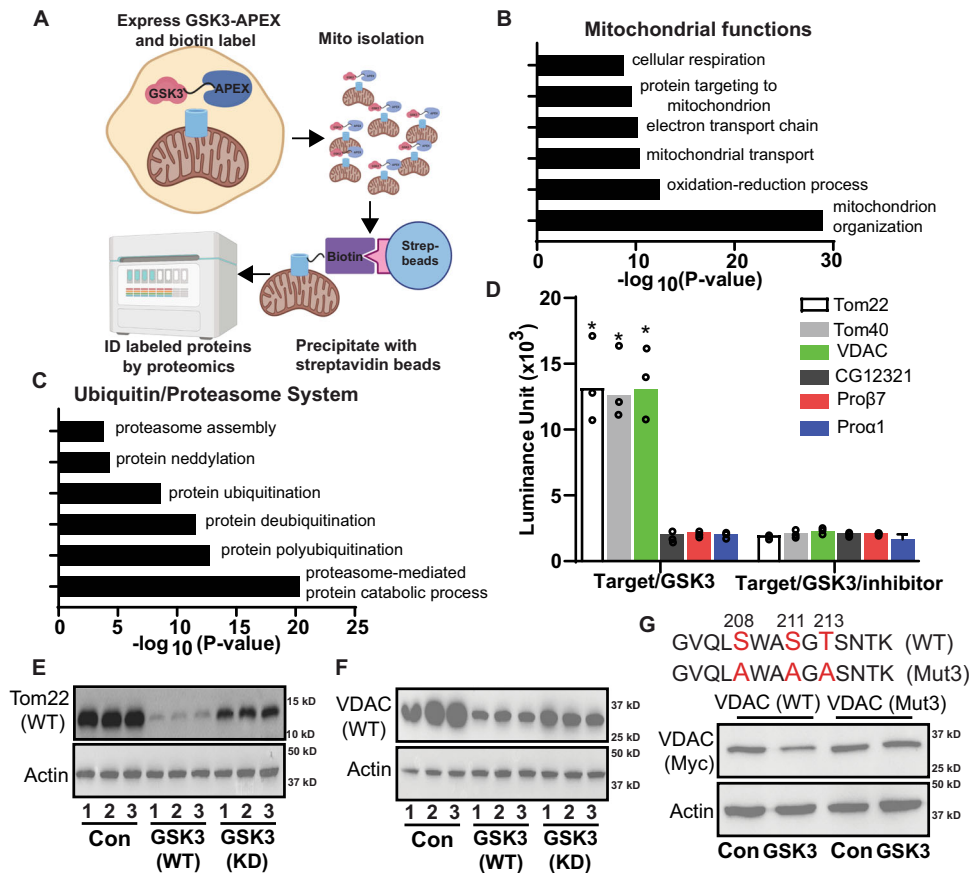 A
Express GSK3-APEX
and biotin label
GSK3
APEX
Mito isolation
Biotin
Strep-
beads
ID labeled proteins
by proteomics
Precipitate with
streptavidin beads
B
Mitochondrial functions
cellular respiration
protein targeting to
mitochondrion
electron transport chain
mitochondrial transport
oxidation-reduction process
mitochondrion
organization
0 10 20 30
-log10(P-value)
C
Ubiquitin/Proteasome System
proteasome assembly
protein neddylation
protein ubiquitination
protein deubiquitination
protein polyubiquitination
proteasome-mediated
protein catabolic process
0 5 10 15 20 25
-log10 (P-value)
D
Luminance Unit (x10³)
20
15
10
5
0
* * *
Tom22
Tom40
VDAC
CG12321
Proβ7
Proα1
Target/GSK3 Target/GSK3/inhibitor
E
Tom22
(WT)
15 kD
10 kD
Actin
50 kD
37 kD
1 2 3 1 2 3 1 2 3
Con GSK3 GSK3
(WT) (KD)
F
VDAC
(WT)
37 kD
25 kD
Actin
50 kD
37 kD
1 2 3 1 2 3 1 2 3
Con GSK3 GSK3
(WT) (KD)
G
208 211 213
GVQLSWASGTSNTK (WT)
GVQLAWAAGASNTK (Mut3)
VDAC (WT) VDAC (Mut3)
VDAC
(Myc)
37 kD
25 kD
Actin
50 kD
37 kD
Con GSK3 Con GSK3